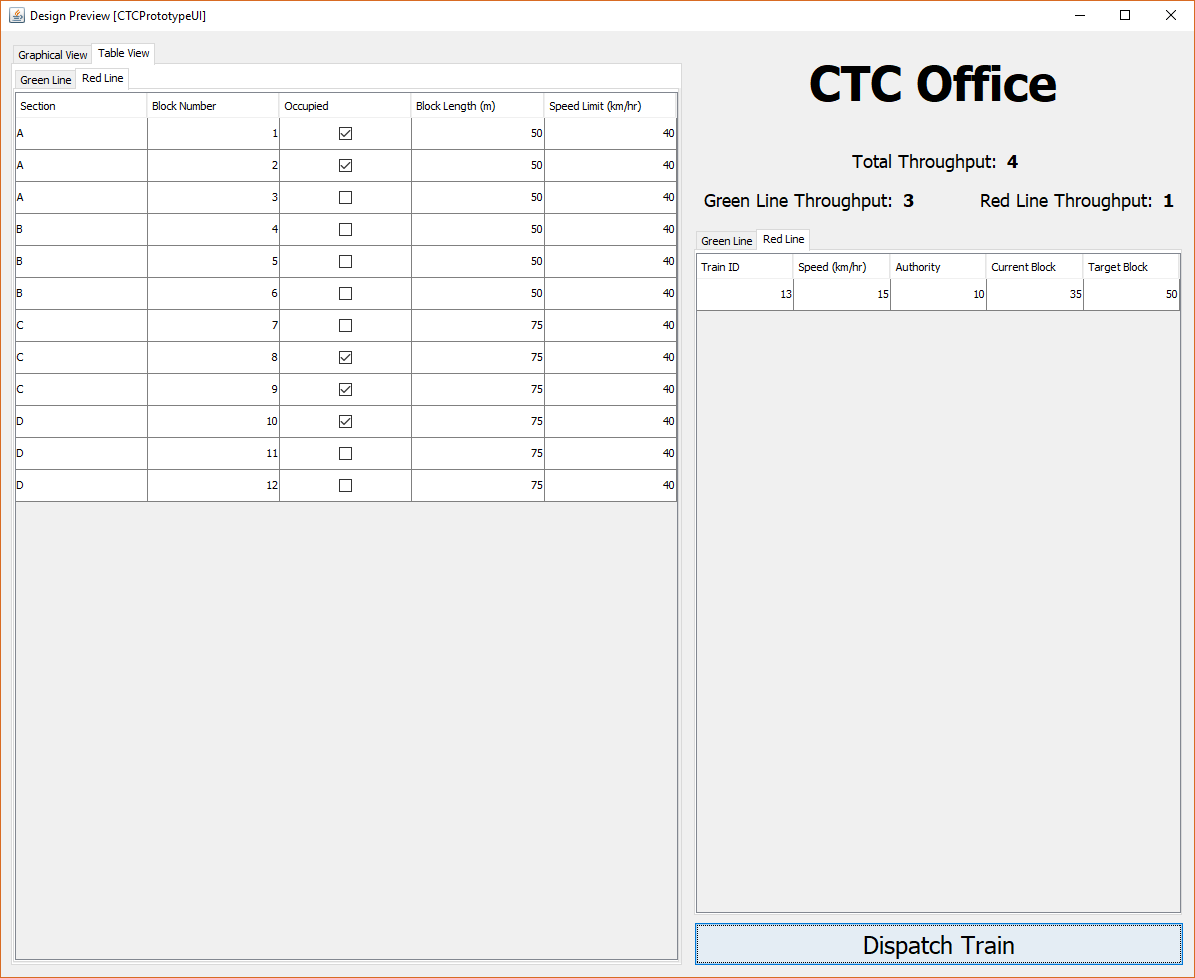 Design Preview [CTCPrototypeUI]
Graphical View Table View
Green Line Red Line
Section Block Number Occupied Block Length (m) Speed Limit (km/hr)
A 1 50 40
A 2 50 40
A 3 50 40
B 4 50 40
B 5 50 40
B 6 50 40
C 7 75 40
C 8 75 40
C 9 75 40
D 10 75 40
D 11 75 40
D 12 75 40
CTC Office
Total Throughput: 4
Green Line Throughput: 3 Red Line Throughput: 1
Green Line Red Line
Train ID Speed (km/hr) Authority Current Block Target Block
13 15 10 35 50
Dispatch Train